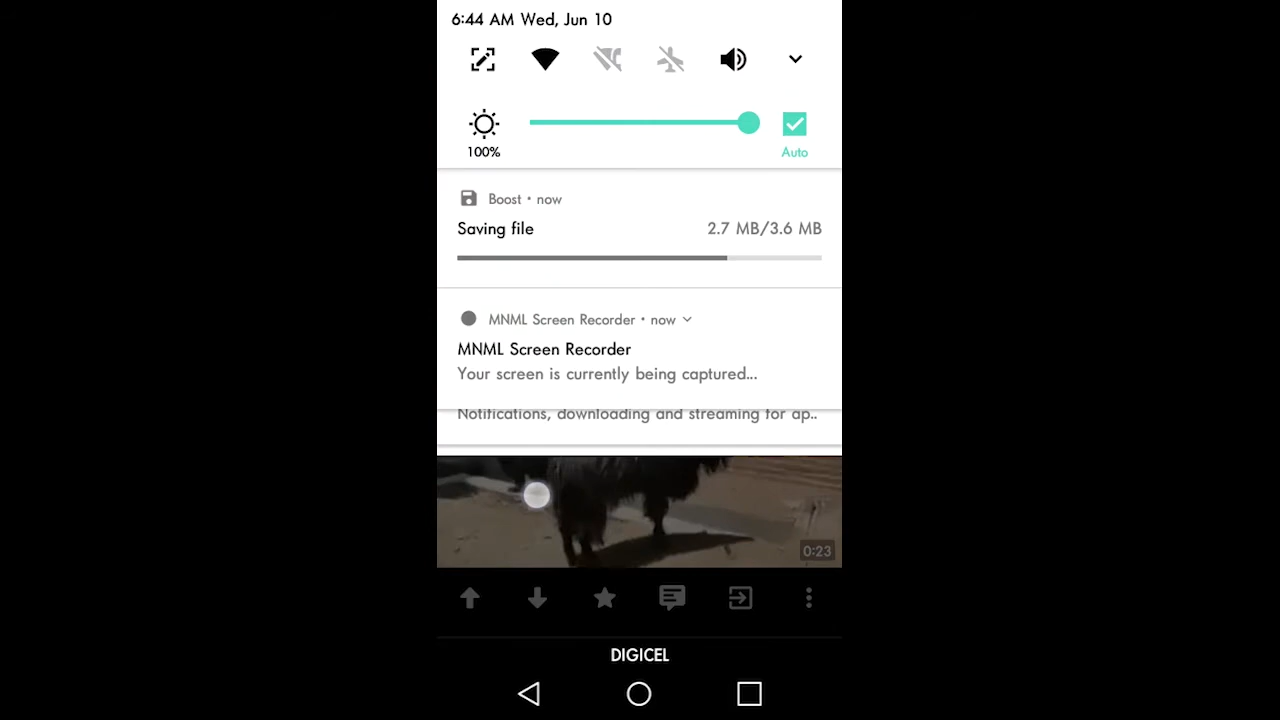 6:44 AM Wed, Jun 10
100%
Auto
Boost • now
Saving file 2.7 MB/3.6 MB
MNML Screen Recorder • now
MNML Screen Recorder
Your screen is currently being captured...
Notifications, downloading and streaming for ap..
0:23
DIGICEL